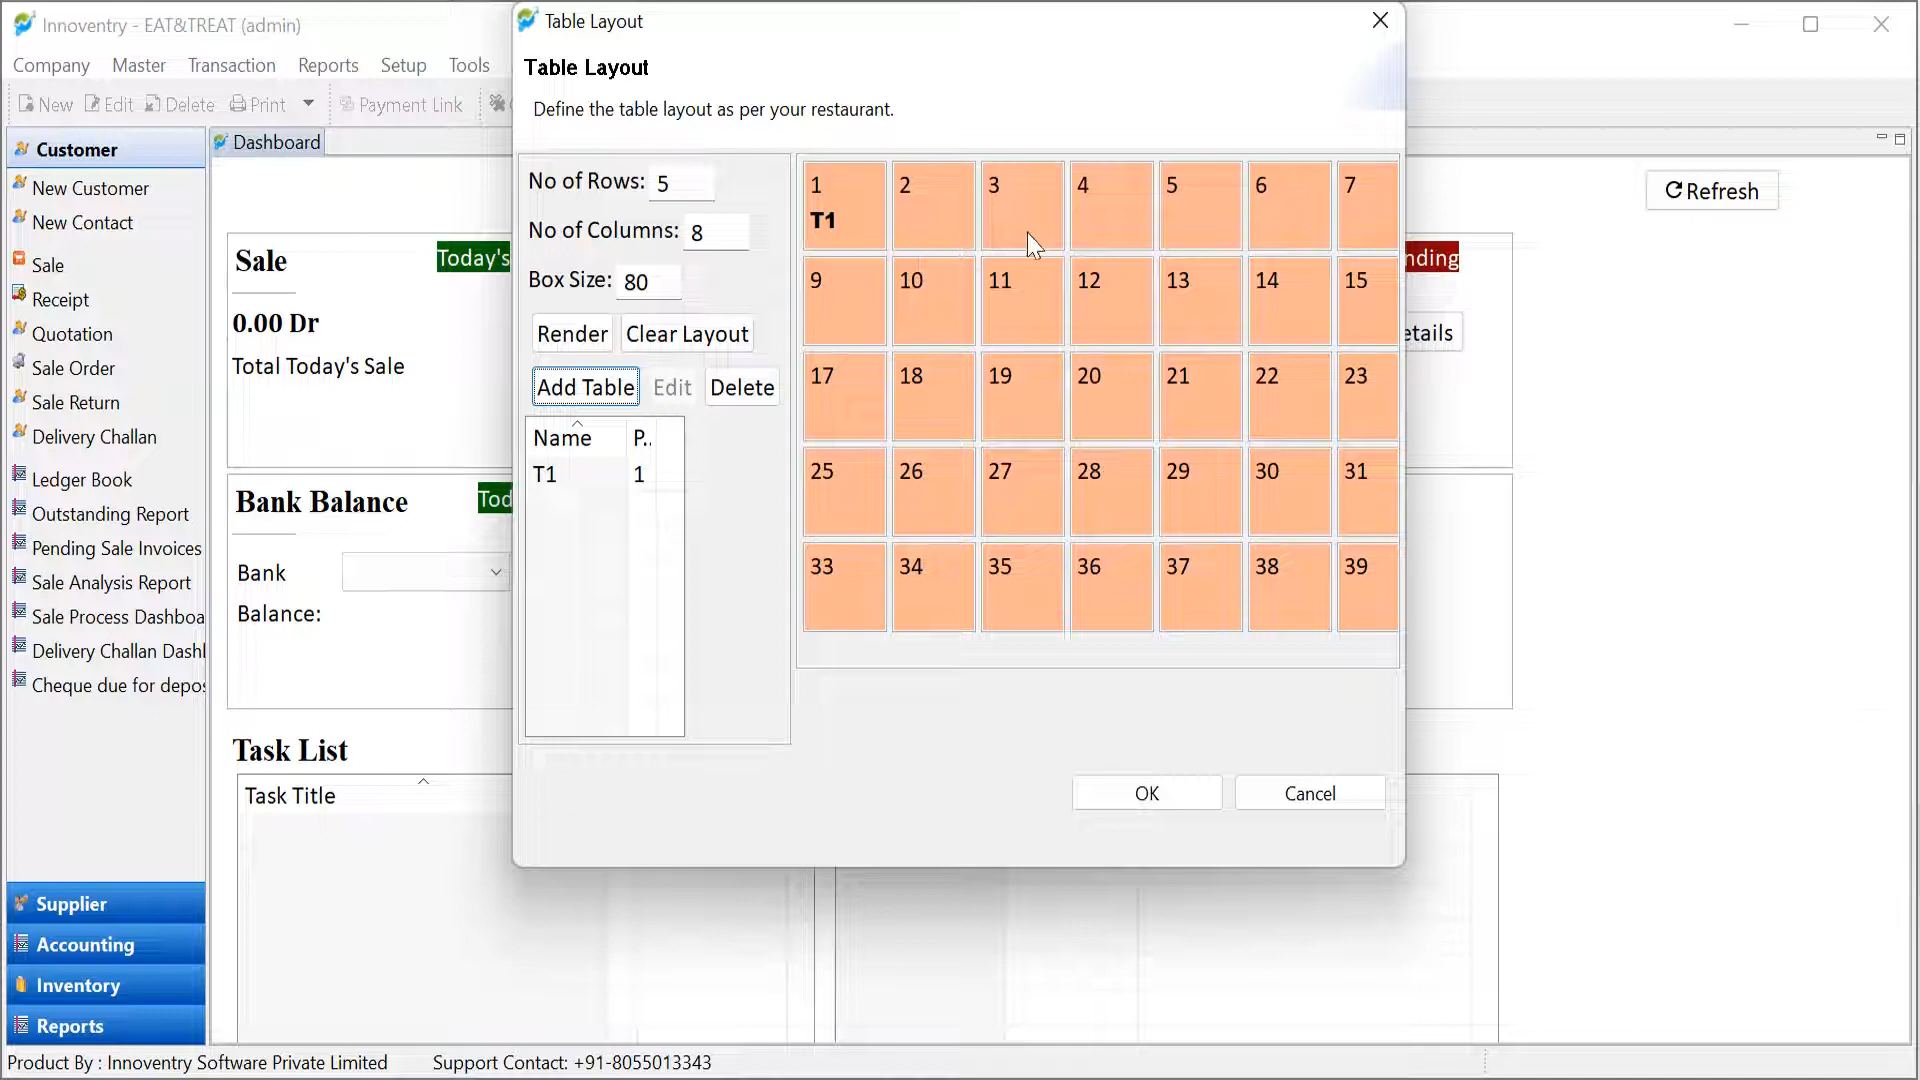 Innoventry - EAT&TREAT (admin)
Company Master Transaction Reports Setup Tools
New Edit Delete Print Payment Link
Customer
New Customer
New Contact
Sale
Receipt
Quotation
Sale Order
Sale Return
Delivery Challan
Ledger Book
Outstanding Report
Pending Sale Invoices
Sale Analysis Report
Sale Process Dashboa
Delivery Challan Dashl
Cheque due for depos
Supplier
Accounting
Inventory
Reports
Dashboard
Refresh
Sale Today's
0.00 Dr
Total Today's Sale
nding
etails
Bank Balance Tod
Bank
Balance:
Task List
Task Title
Table Layout
Table Layout
Define the table layout as per your restaurant.
No of Rows: 5
No of Columns: 8
Box Size: 80
Render Clear Layout
Add Table Edit Delete
Name P..
T1 1
1 2 3 4 5 6 7
T1
9 10 11 12 13 14 15
17 18 19 20 21 22 23
25 26 27 28 29 30 31
33 34 35 36 37 38 39
OK Cancel
Product By : Innoventry Software Private Limited Support Contact: +91-8055013343